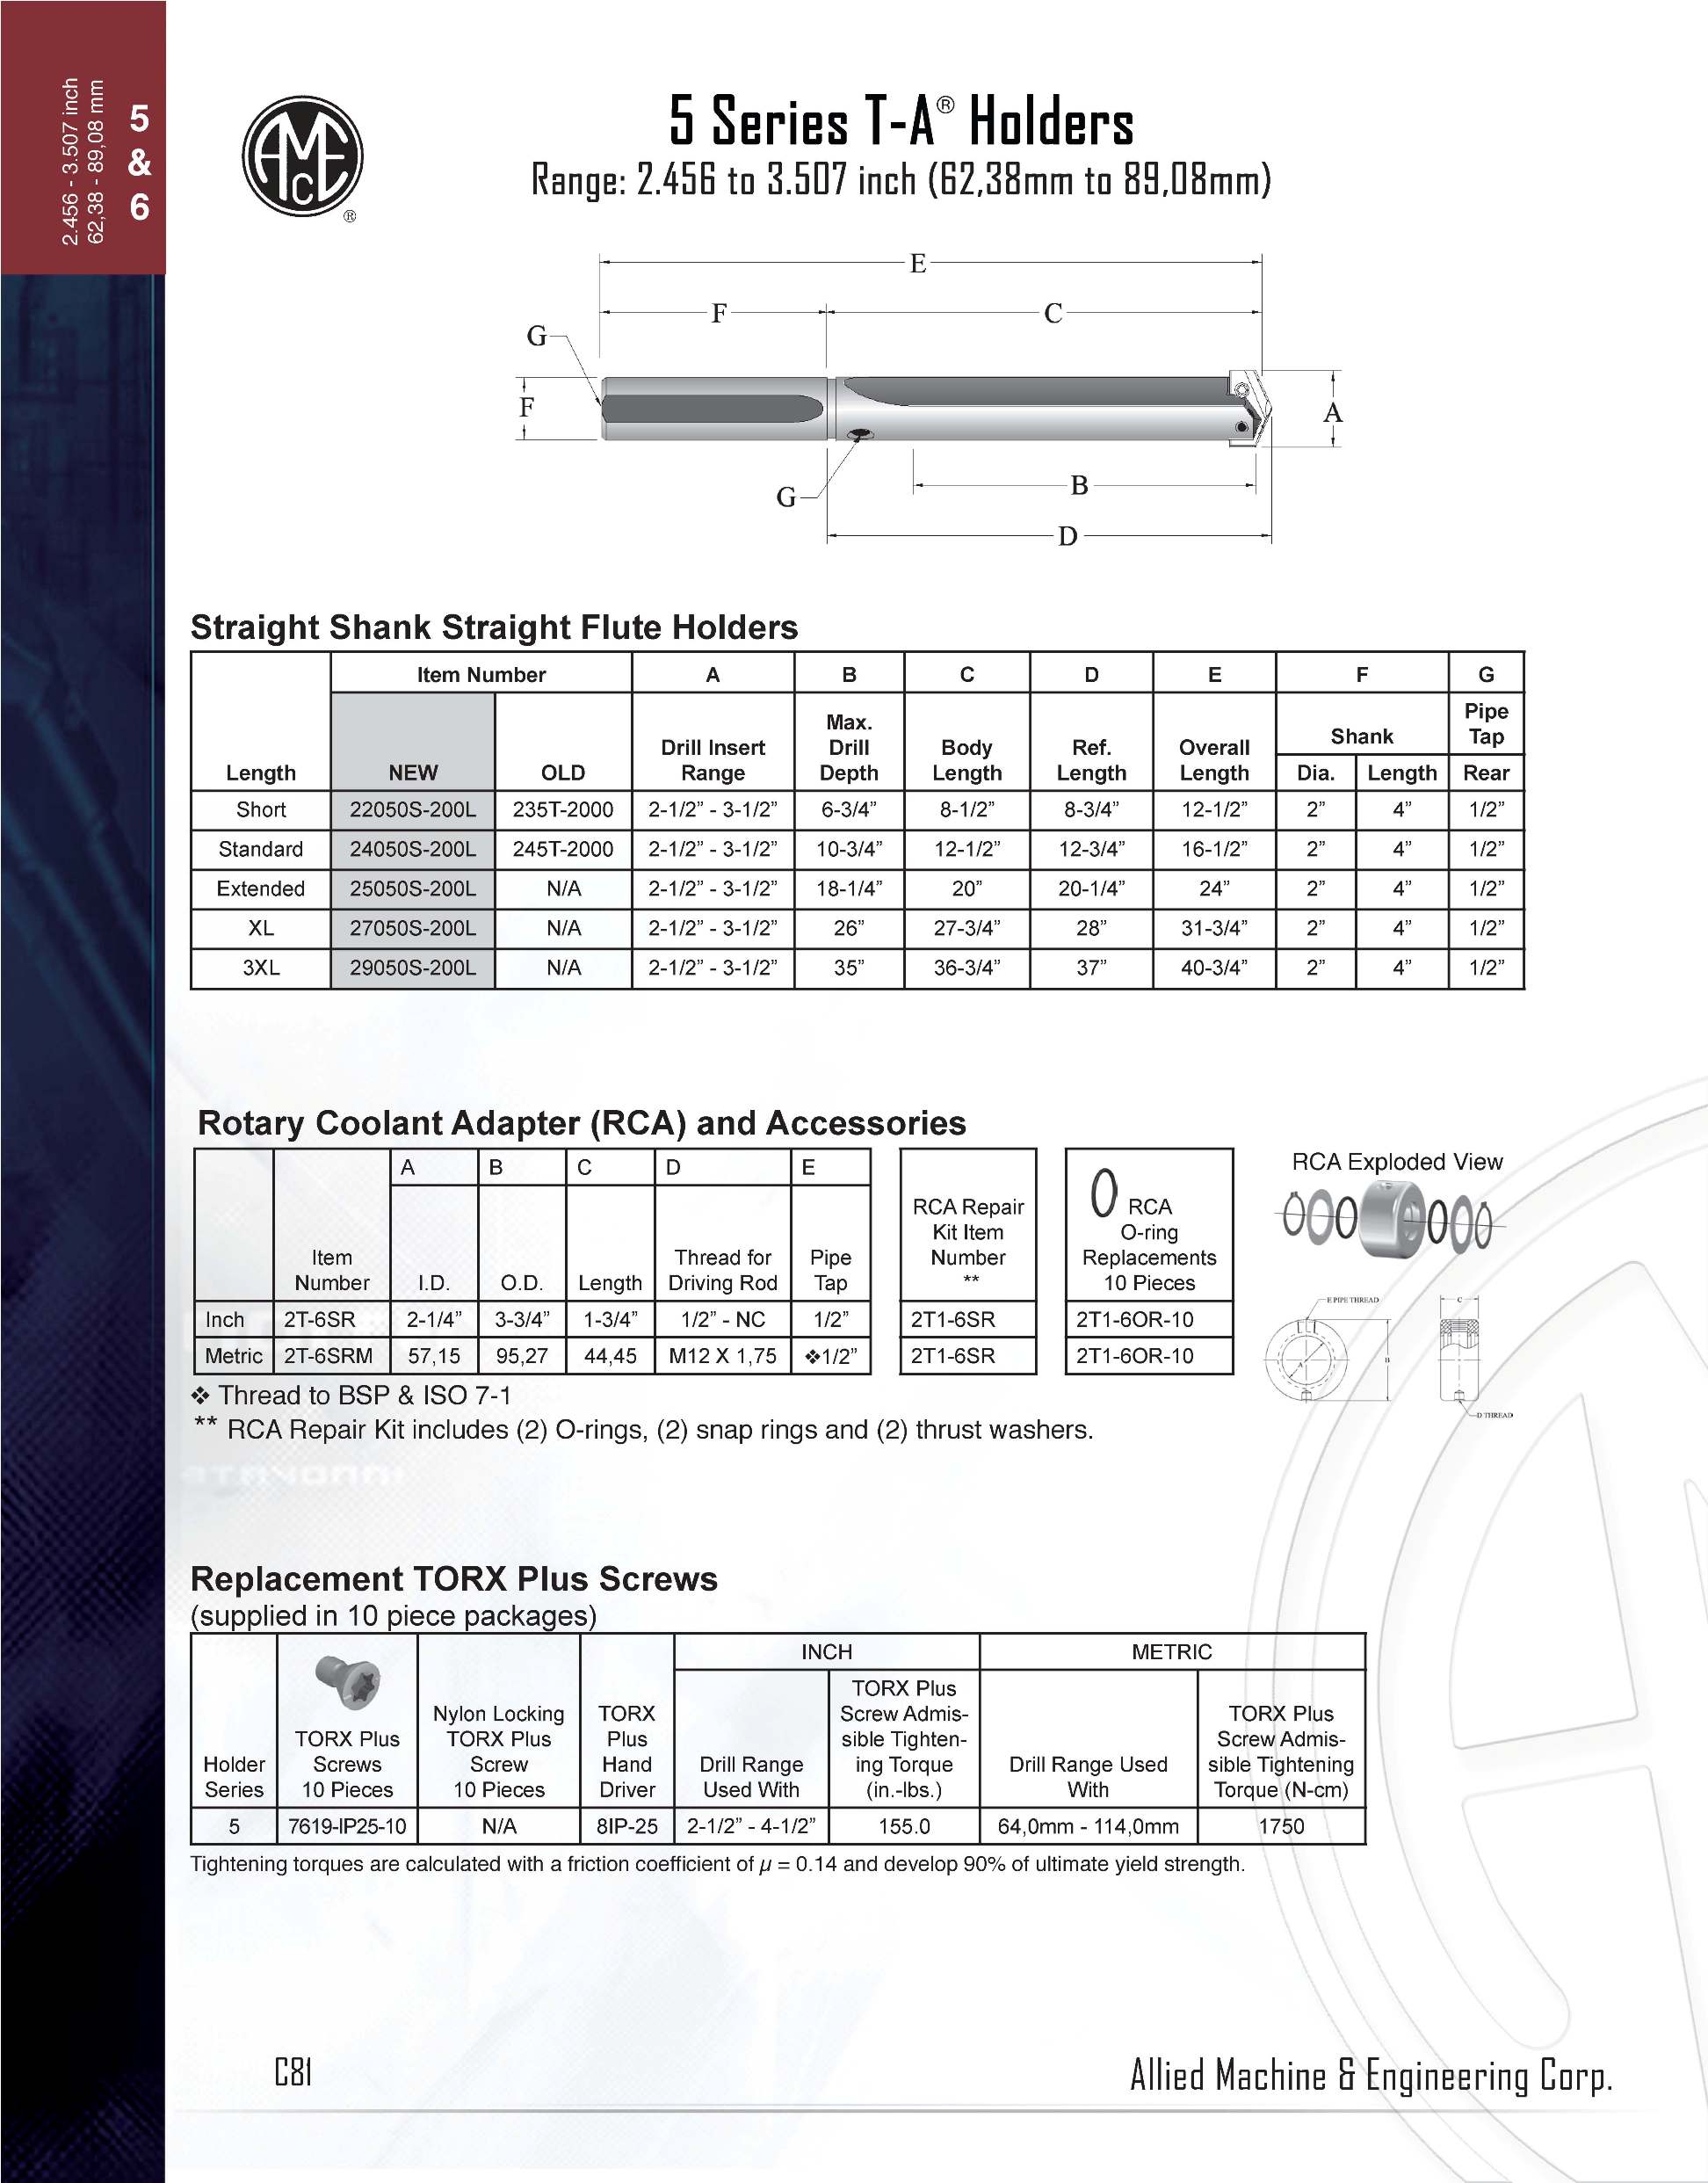 2.456 - 3.507 inch
62,38 - 89,08 mm
5
&
6
AMEC
®
5 Series T-A® Holders
Range: 2.456 to 3.507 inch (62,38mm to 89,08mm)
E
F C
G
F A
G B
D
Straight Shank Straight Flute Holders
Item Number A B C D E F G
Length NEW OLD Drill Insert Range Max. Drill Depth Body Length Ref. Length Overall Length Shank Dia. Length Pipe Tap Rear
Short 22050S-200L 235T-2000 2-1/2” - 3-1/2” 6-3/4” 8-1/2” 8-3/4” 12-1/2” 2” 4” 1/2”
Standard 24050S-200L 245T-2000 2-1/2” - 3-1/2” 10-3/4” 12-1/2” 12-3/4” 16-1/2” 2” 4” 1/2”
Extended 25050S-200L N/A 2-1/2” - 3-1/2” 18-1/4” 20” 20-1/4” 24” 2” 4” 1/2”
XL 27050S-200L N/A 2-1/2” - 3-1/2” 26” 27-3/4” 28” 31-3/4” 2” 4” 1/2”
3XL 29050S-200L N/A 2-1/2” - 3-1/2” 35” 36-3/4” 37” 40-3/4” 2” 4” 1/2”
Rotary Coolant Adapter (RCA) and Accessories
A B C D E
Item Number I.D. O.D. Length Thread for Driving Rod Pipe Tap RCA Repair Kit Item Number ** RCA O-ring Replacements 10 Pieces
Inch 2T-6SR 2-1/4” 3-3/4” 1-3/4” 1/2” - NC 1/2” 2T1-6SR 2T1-6OR-10
Metric 2T-6SRM 57,15 95,27 44,45 M12 X 1,75 ❖1/2” 2T1-6SR 2T1-6OR-10
RCA Exploded View
E PIPE THREAD
C
A
B
D THREAD
❖ Thread to BSP & ISO 7-1
** RCA Repair Kit includes (2) O-rings, (2) snap rings and (2) thrust washers.
Replacement TORX Plus Screws
(supplied in 10 piece packages)
INCH METRIC
Holder Series TORX Plus Screws 10 Pieces Nylon Locking TORX Plus Screw 10 Pieces TORX Plus Hand Driver Drill Range Used With TORX Plus Screw Admis-sible Tighten-ing Torque (in.-lbs.) Drill Range Used With TORX Plus Screw Admis-sible Tightening Torque (N-cm)
5 7619-IP25-10 N/A 8IP-25 2-1/2” - 4-1/2” 155.0 64,0mm - 114,0mm 1750
Tightening torques are calculated with a friction coefficient of µ = 0.14 and develop 90% of ultimate yield strength.
C81
Allied Machine & Engineering Corp.